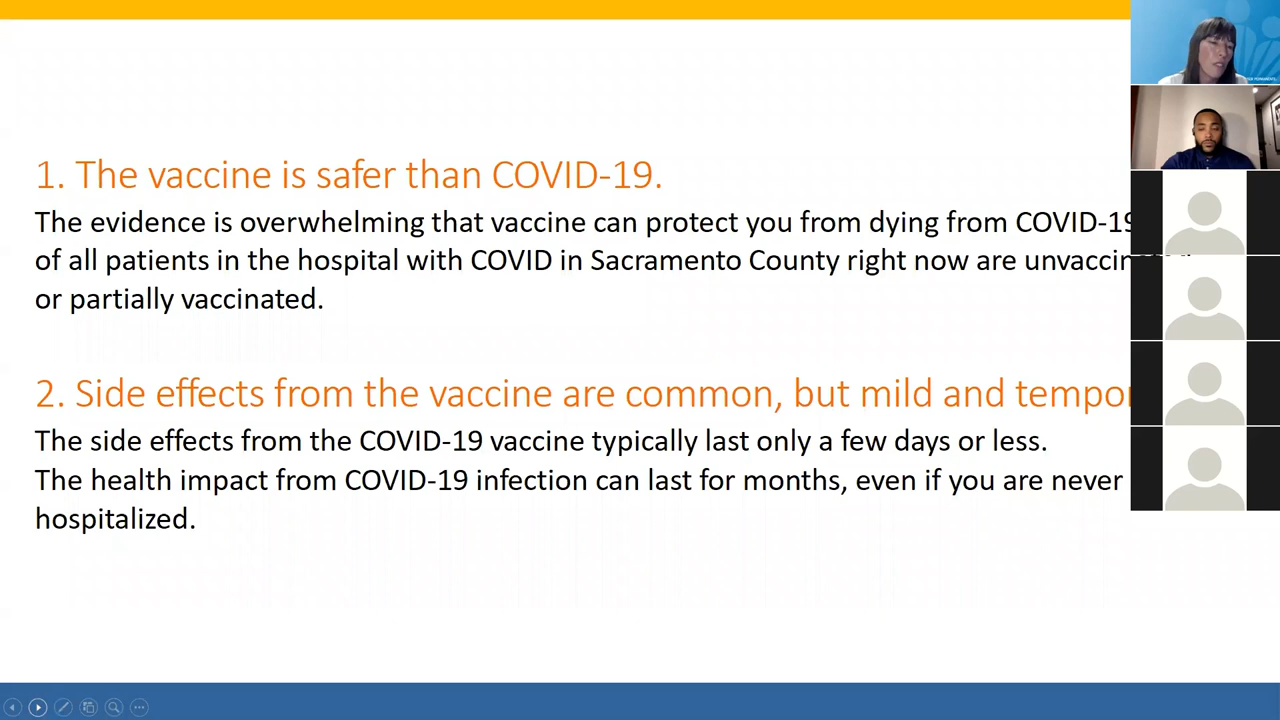 1. The vaccine is safer than COVID-19.
The evidence is overwhelming that vaccine can protect you from dying from COVID-19
of all patients in the hospital with COVID in Sacramento County right now are
or partially vaccinated.
2. Side effects from the vaccine are common, but mild and
The side effects from the COVID-19 vaccine typically last only a few days or less.
The health impact from COVID-19 infection can last for months, even if you are never
hospitalized.